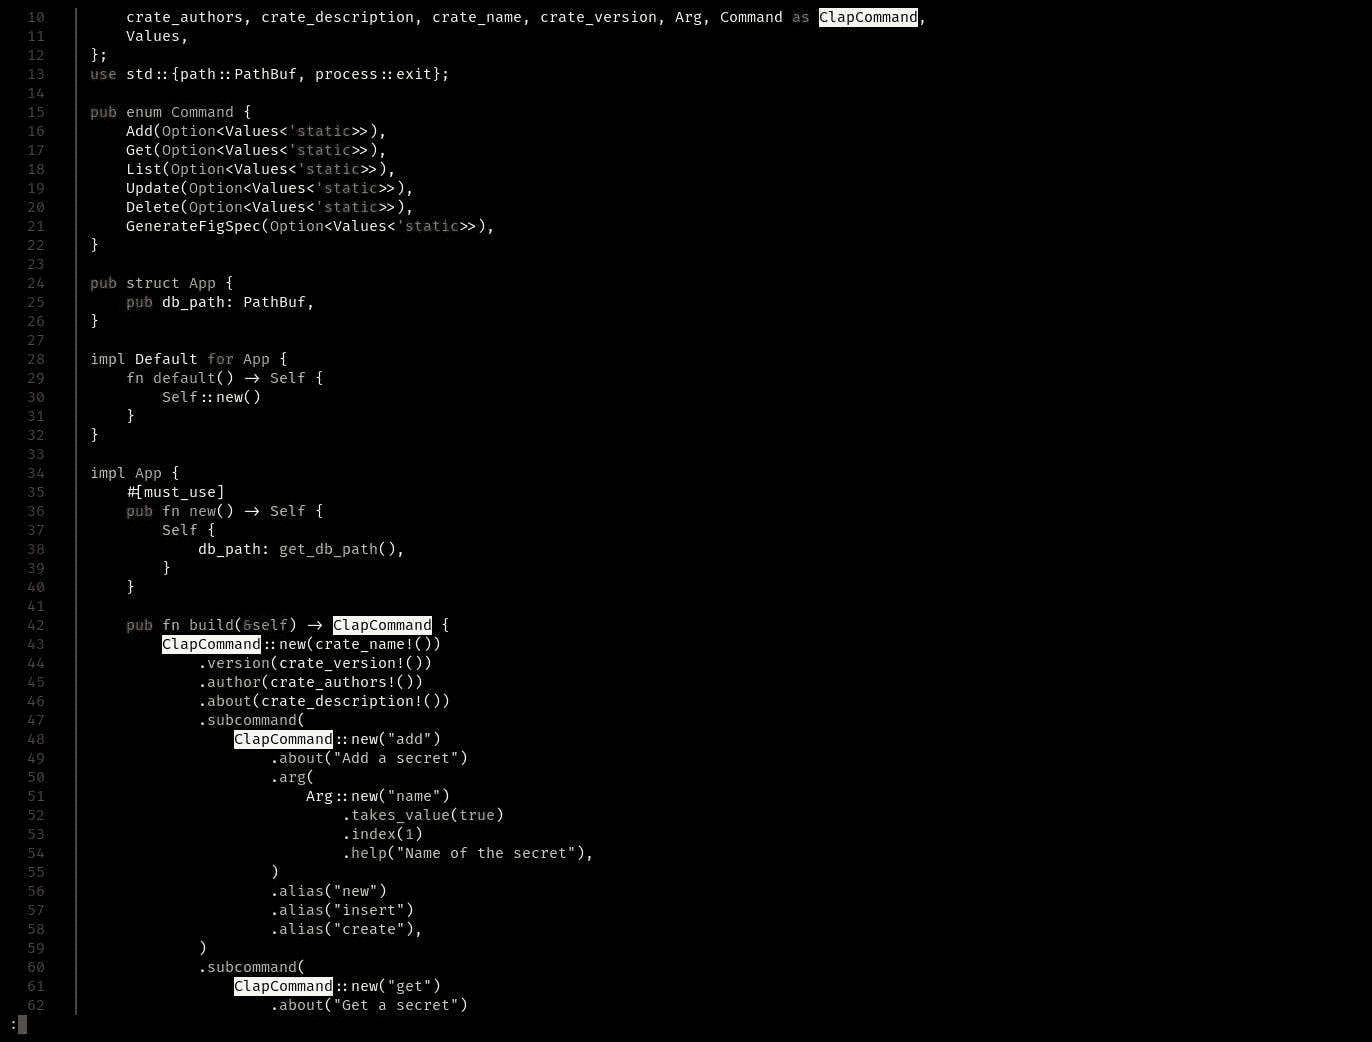 10 crate_authors, crate_description, crate_name, crate_version, Arg, Command as ClapCommand,
11 Values,
12 };
13 use std::{path::PathBuf, process::exit};
14
15 pub enum Command {
16 Add(Option<Values<'static>>),
17 Get(Option<Values<'static>>),
18 List(Option<Values<'static>>),
19 Update(Option<Values<'static>>),
20 Delete(Option<Values<'static>>),
21 GenerateFigSpec(Option<Values<'static>>),
22 }
23
24 pub struct App {
25 pub db_path: PathBuf,
26 }
27
28 impl Default for App {
29 fn default() -> Self {
30 Self::new()
31 }
32 }
33
34 impl App {
35 #[must_use]
36 pub fn new() -> Self {
37 Self {
38 db_path: get_db_path(),
39 }
40 }
41
42 pub fn build(&self) -> ClapCommand {
43 ClapCommand::new(crate_name!())
44 .version(crate_version!())
45 .author(crate_authors!())
46 .about(crate_description!())
47 .subcommand(
48 ClapCommand::new("add")
49 .about("Add a secret")
50 .arg(
51 Arg::new("name")
52 .takes_value(true)
53 .index(1)
54 .help("Name of the secret"),
55 )
56 .alias("new")
57 .alias("insert")
58 .alias("create"),
59 )
60 .subcommand(
61 ClapCommand::new("get")
62 .about("Get a secret")
: